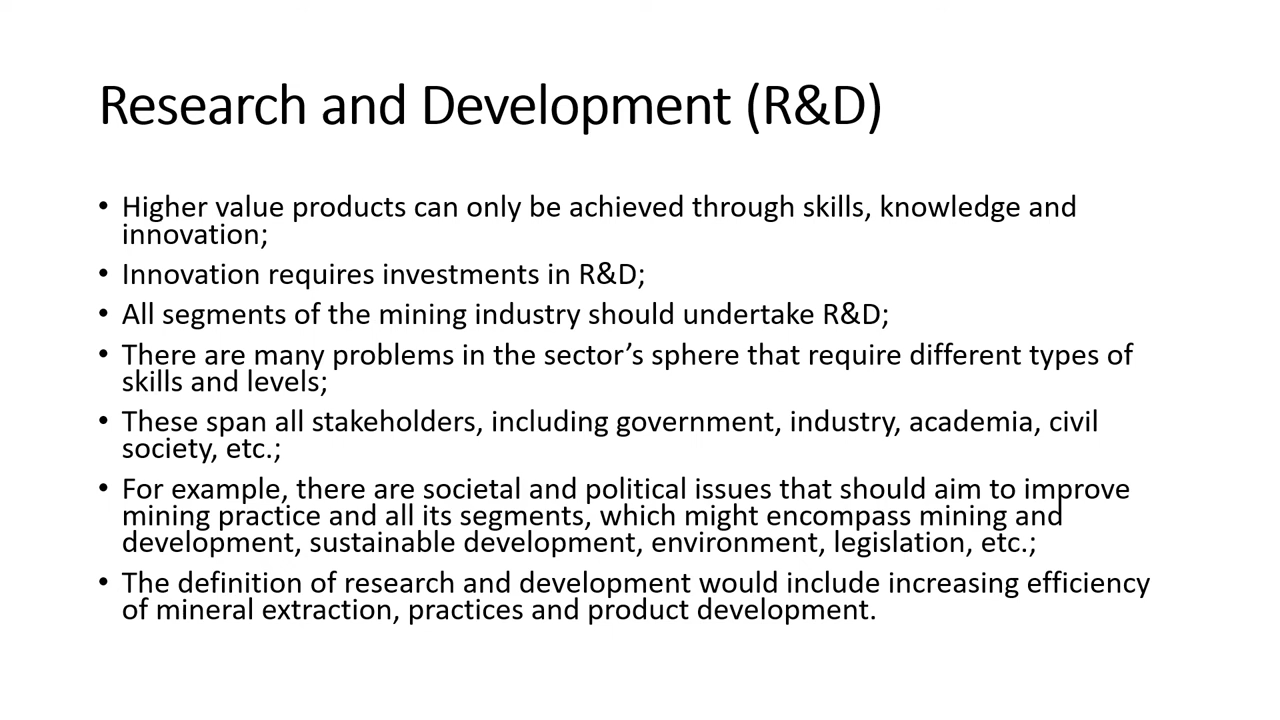 Research and Development (R&D)
• Higher value products can only be achieved through skills, knowledge and
innovation;
• Innovation requires investments in R&D;
• All segments of the mining industry should undertake R&D;
• There are many problems in the sector’s sphere that require different types of
skills and levels;
• These span all stakeholders, including government, industry, academia, civil
society, etc.;
• For example, there are societal and political issues that should aim to improve
mining practice and all its segments, which might encompass mining and
development, sustainable development, environment, legislation, etc.;
• The definition of research and development would include increasing efficiency
of mineral extraction, practices and product development.